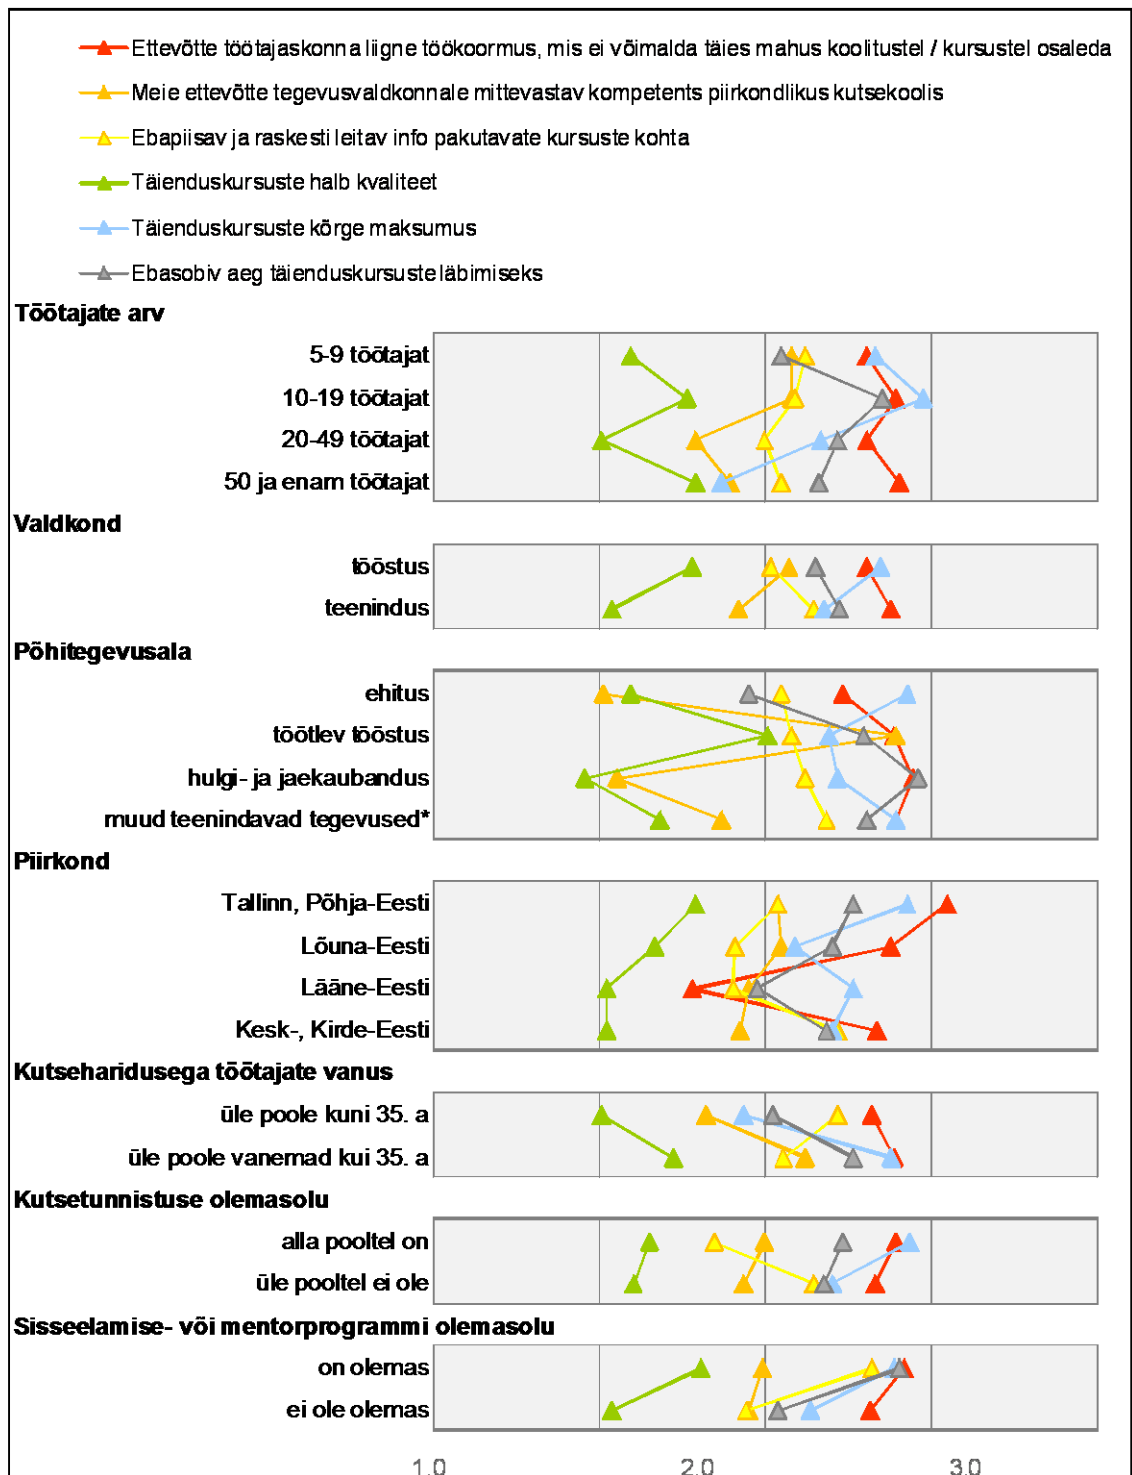 Ettevõtte töötajaskonna liigne töökoormus, mis ei võimalda täies mahus koolitustel / kursustel osaleda
Meie ettevõtte tegevusvaldkonnale mittevastav kompetents piirkondlikus kutsekoolis
Ebapiisav ja raskesti leitav info pakutavate kursuste kohta
Täienduskursuste halb kvaliteet
Täienduskursuste kõrge maksumus
Ebasobiv aeg täienduskursuste läbimiseks
Töötajate arv
5-9 töötajat
10-19 töötajat
20-49 töötajat
50 ja enam töötajat
Valdkond
tööstus
teenindus
Põhitegevusala
ehitus
töötlev tööstus
hulgi- ja jaekaubandus
muud teenindavad tegevused*
Piirkond
Tallinn, Põhja-Eesti
Lõuna-Eesti
Lääne-Eesti
Kesk-, Kirde-Eesti
Kutseharidusega töötajate vanus
üle poole kuni 35. a
üle poole vanemad kui 35. a
Kutsetunnistuse olemasolu
alla pooltel on
üle pooltel ei ole
Sisseelamise- või mentorprogrammi olemasolu
on olemas
ei ole olemas
1.0 2.0 3.0